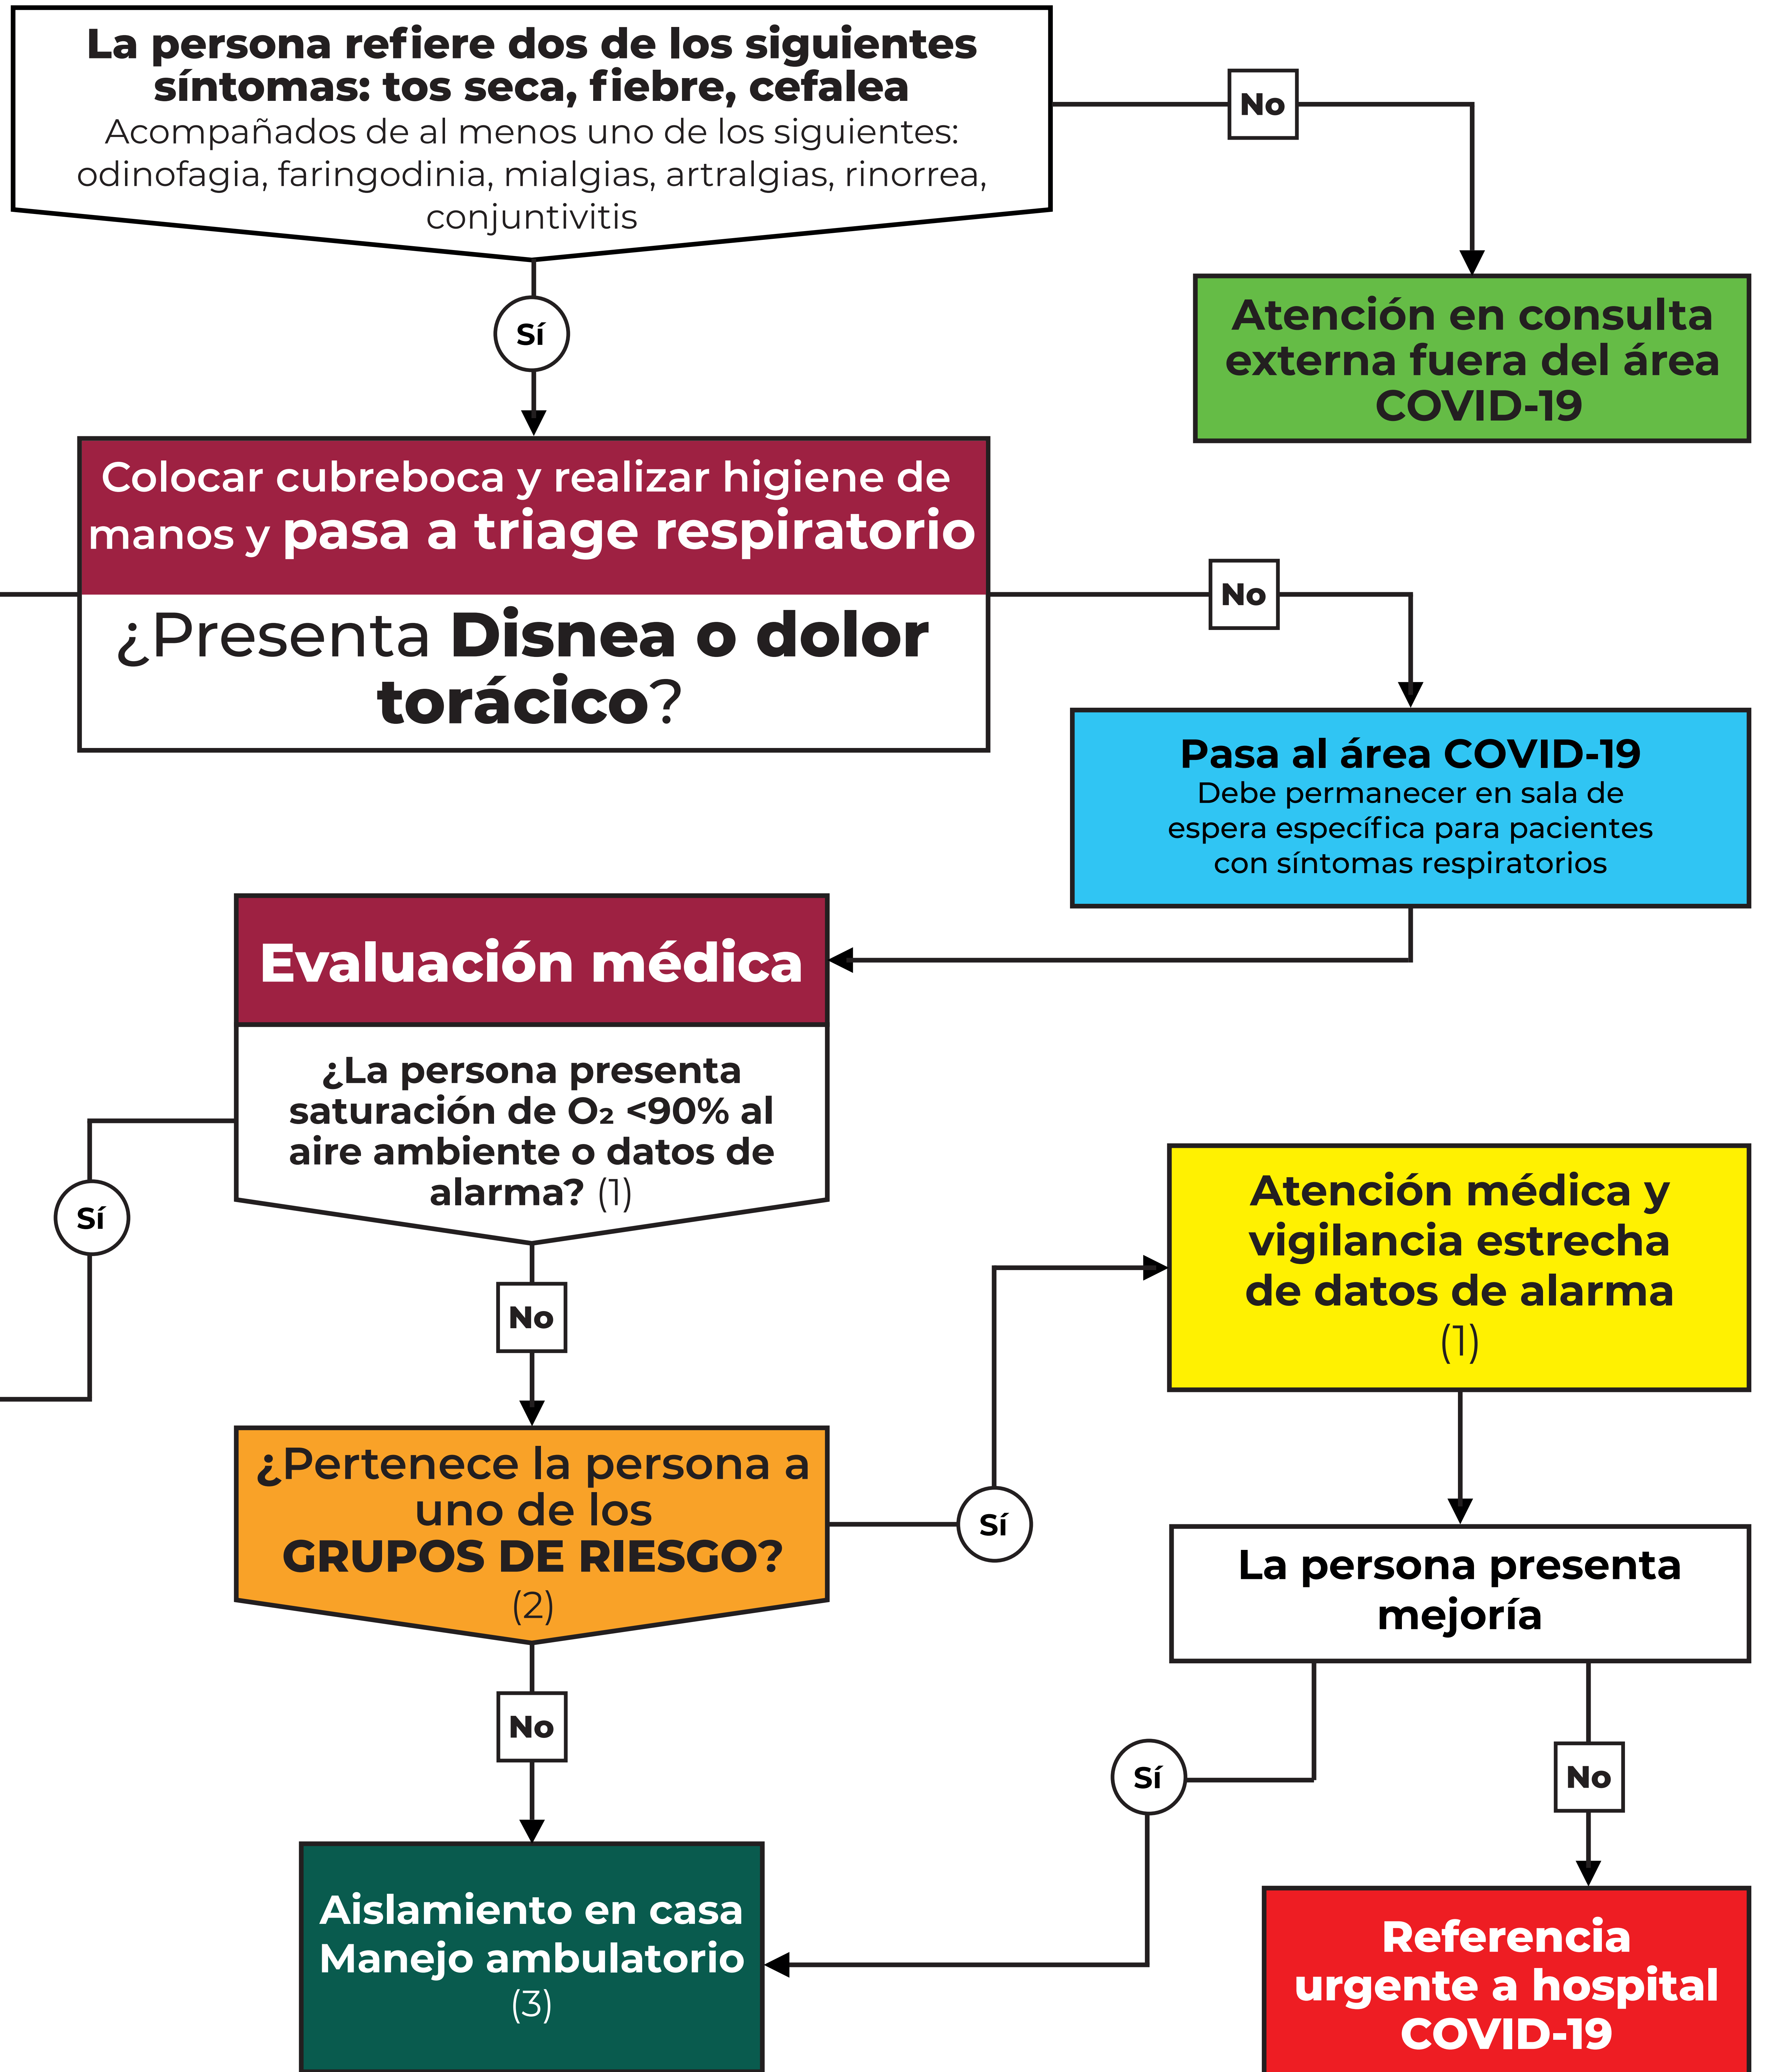 La persona refiere dos de los siguientes
síntomas: tos seca, fiebre, cefalea
Acompañados de al menos uno de los siguientes:
odinofagia, faringodinia, mialgias, artralgias, rinorrea,
conjuntivitis
No
Atención en consulta
externa fuera del área
COVID-19
Sí
Colocar cubreboca y realizar higiene de
manos y pasa a triage respiratorio
¿Presenta Disnea o dolor
torácico?
No
Pasa al área COVID-19
Debe permanecer en sala de
espera específica para pacientes
con síntomas respiratorios
Evaluación médica
¿La persona presenta
saturación de O₂ <90% al
aire ambiente o datos de
alarma? (1)
Sí
No
¿Pertenece la persona a
uno de los
GRUPOS DE RIESGO?
(2)
Sí
Atención médica y
vigilancia estrecha
de datos de alarma
(1)
La persona presenta
mejoría
No
Sí
No
Aislamiento en casa
Manejo ambulatorio
(3)
Referencia
urgente a hospital
COVID-19